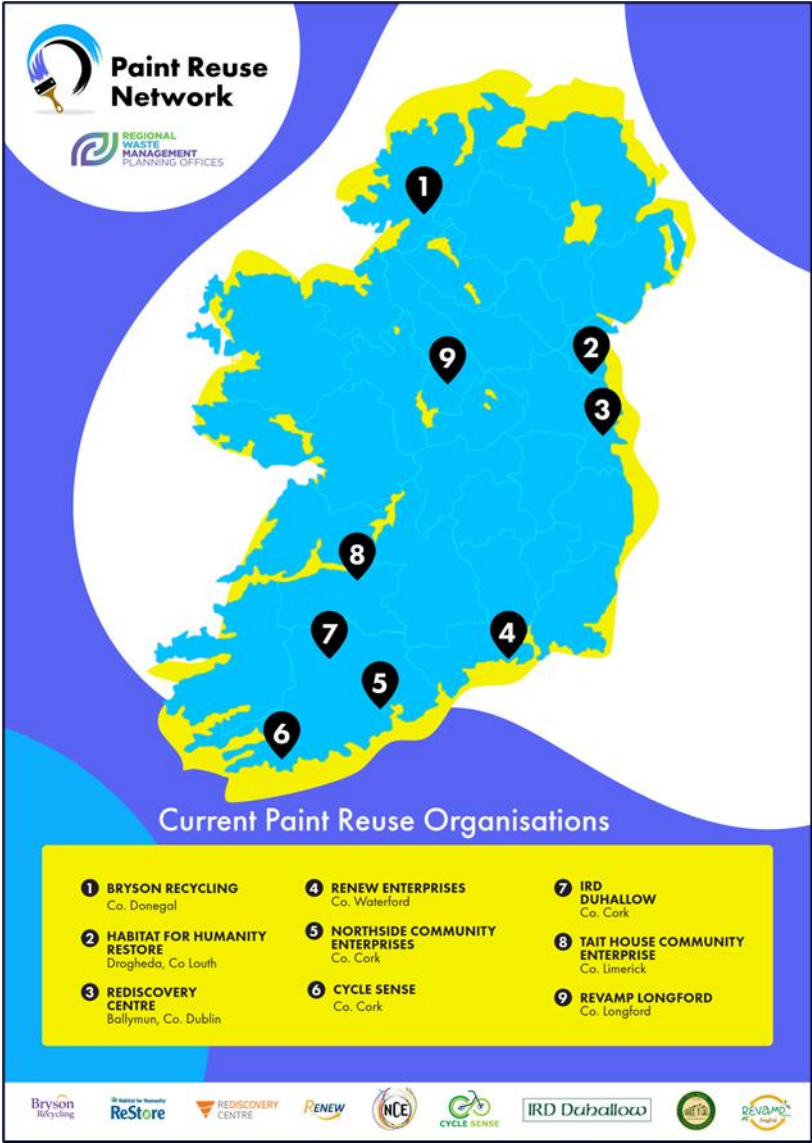 Paint Reuse
Network
REGIONAL
WASTE
MANAGEMENT
PLANNING OFFICES
1
2
9
3
8
7
4
5
6
Current Paint Reuse Organisations
1 BRYSON RECYCLING
Co. Donegal
2 HABITAT FOR HUMANITY
RESTORE
Drogheda, Co Louth
3 REDISCOVERY
CENTRE
Ballymun, Co. Dublin
4 RENEW ENTERPRISES
Co. Waterford
5 NORTHSIDE COMMUNITY
ENTERPRISES
Co. Cork
6 CYCLE SENSE
Co. Cork
7 IRD
DUHALLOW
Co. Cork
8 TAIT HOUSE COMMUNITY
ENTERPRISE
Co. Limerick
9 REVAMP LONGFORD
Co. Longford
Bryson
Recycling
Habitat for Humanity
ReStore
REDISCOVERY
CENTRE
RENEW
NCE
CYCLE SENSE
IRD Duhallow
REVAMP
Longford